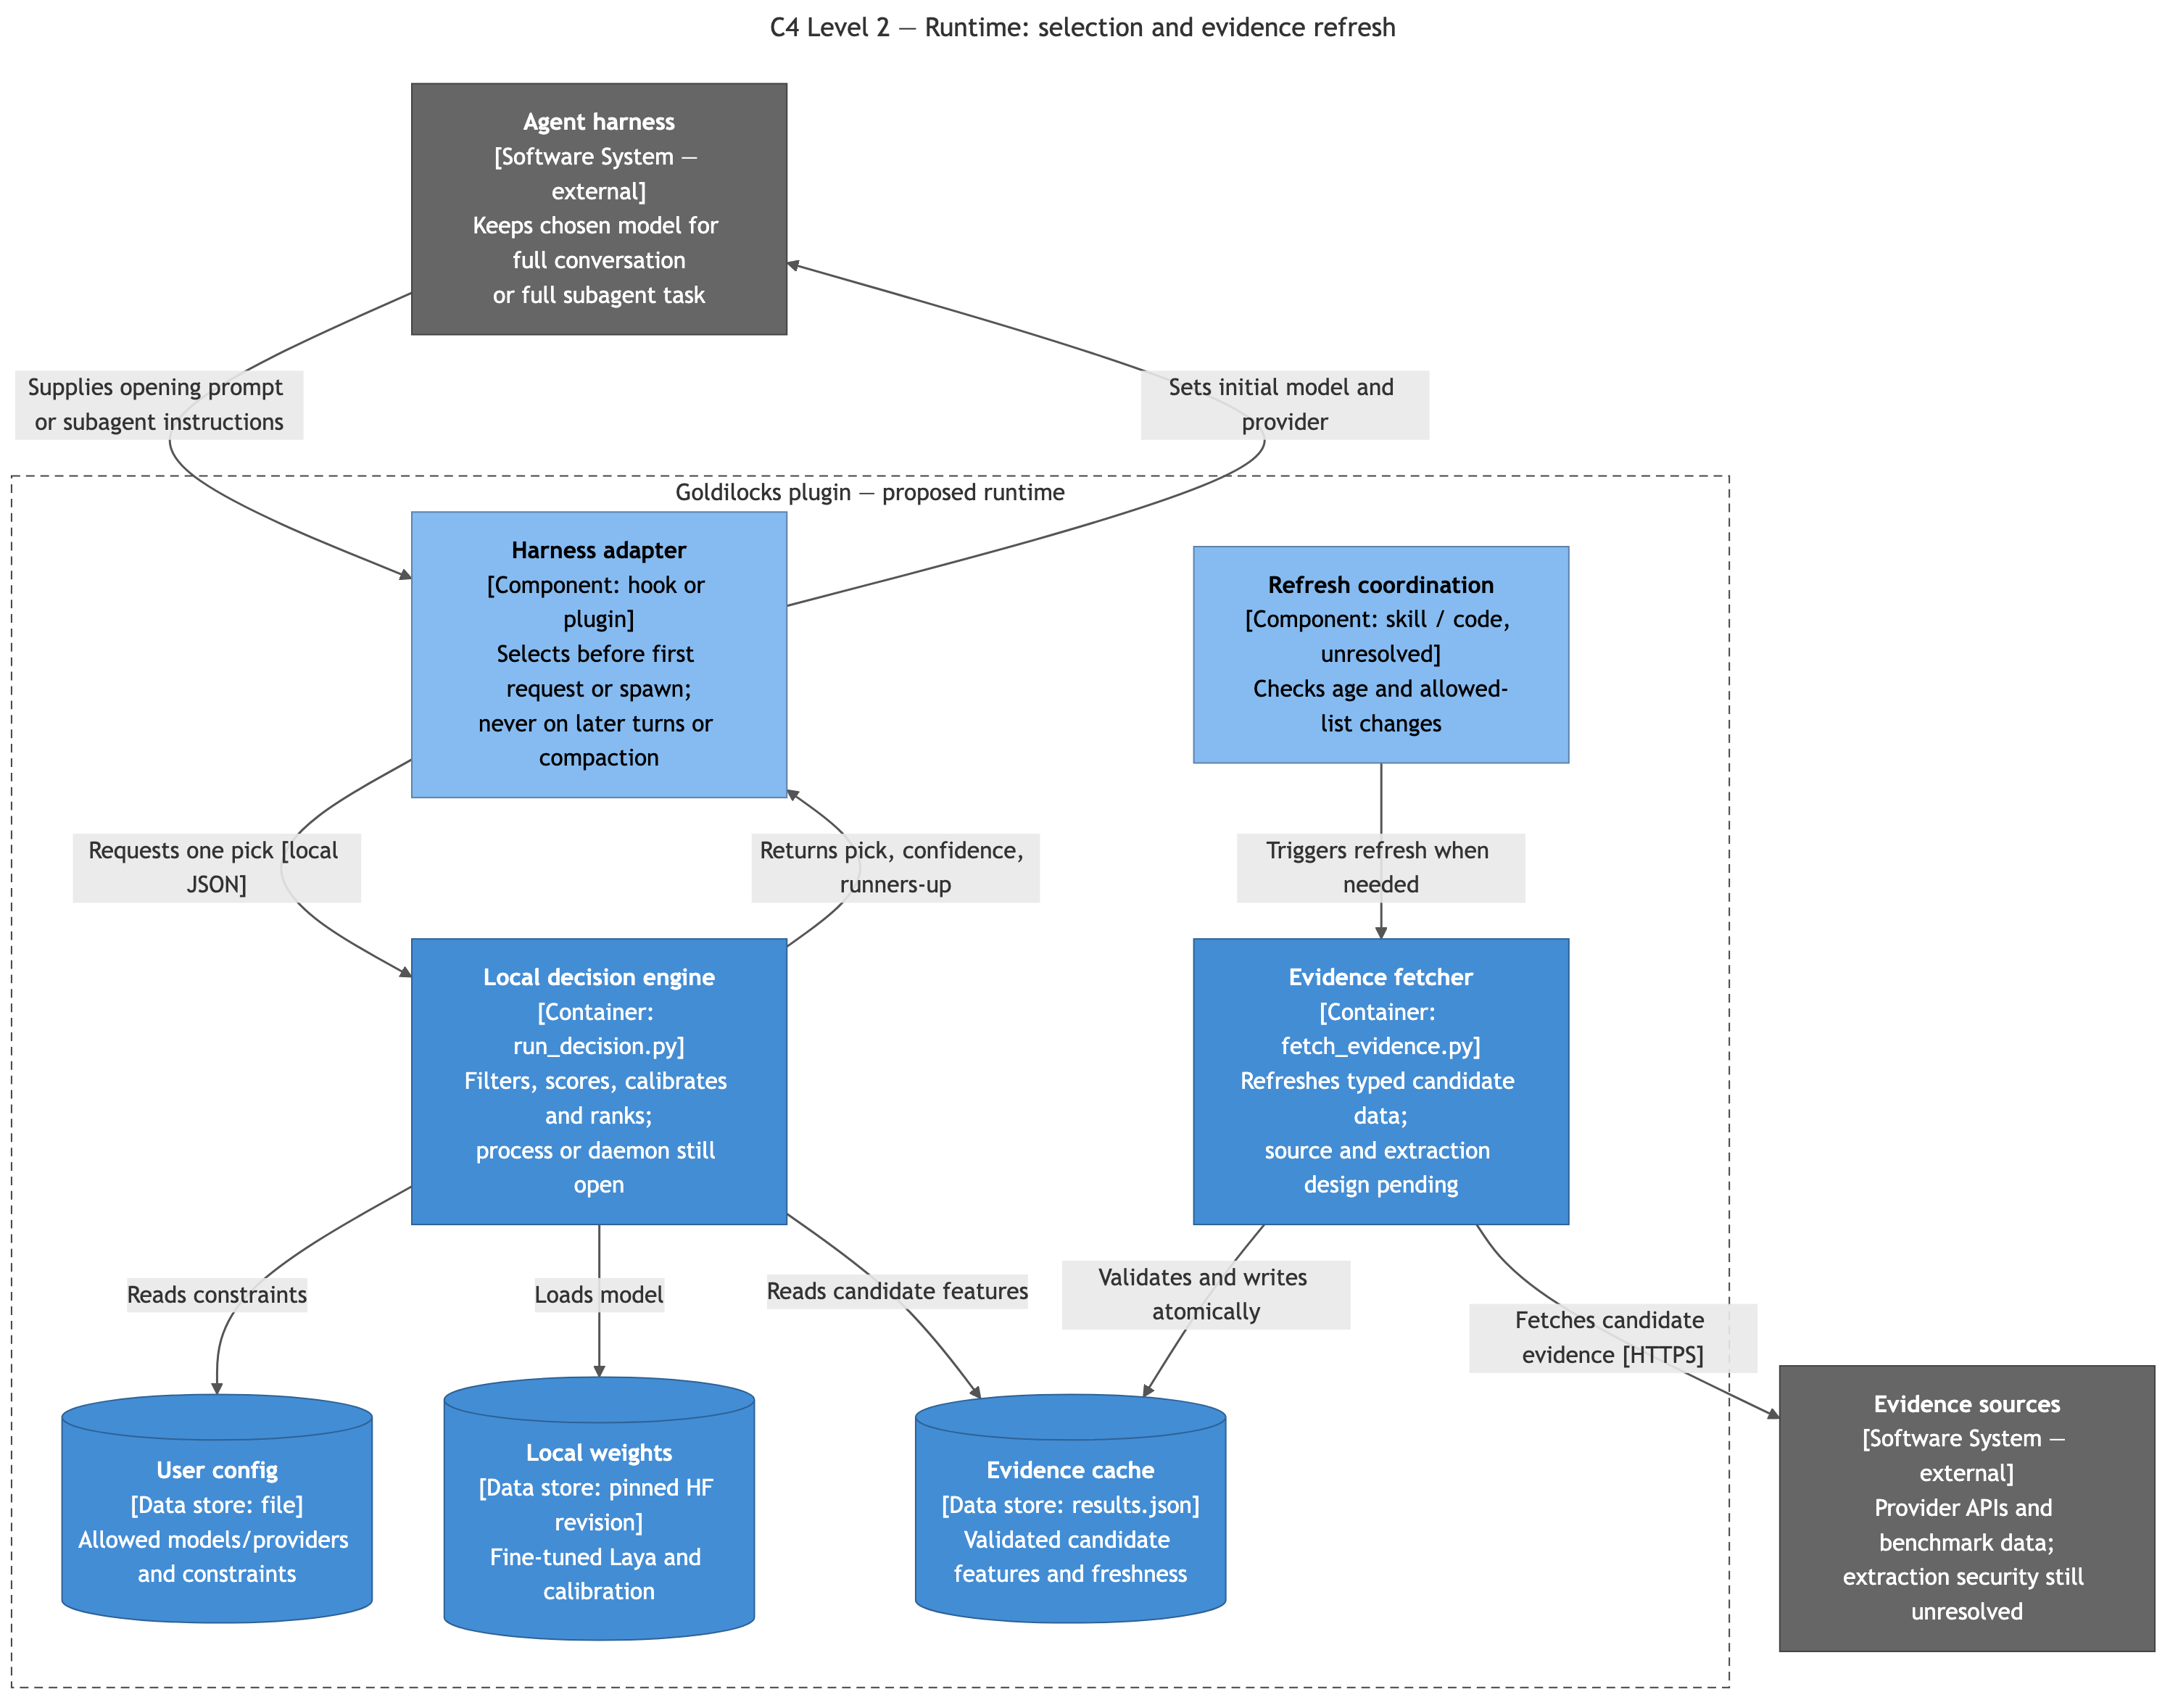 C4 Level 2 — Runtime: selection and evidence refresh
Agent harness
[Software System —
external]
Keeps chosen model for
full conversation
or full subagent task
Supplies opening prompt
or subagent instructions
Sets initial model and
provider
Goldilocks plugin — proposed runtime
Harness adapter
[Component: hook or
plugin]
Selects before first
request or spawn;
never on later turns or
compaction
Refresh coordination
[Component: skill / code,
unresolved]
Checks age and allowed-
list changes
Requests one pick [local
JSON]
Returns pick, confidence,
runners-up
Triggers refresh when
needed
Local decision engine
[Container:
run_decision.py]
Filters, scores, calibrates
and ranks;
process or daemon still
open
Evidence fetcher
[Container:
fetch_evidence.py]
Refreshes typed candidate
data;
source and extraction
design pending
Reads constraints
Loads model
Reads candidate features
Validates and writes
atomically
Fetches candidate
evidence [HTTPS]
User config
[Data store: file]
Allowed models/providers
and constraints
Local weights
[Data store: pinned HF
revision]
Fine-tuned Laya and
calibration
Evidence cache
[Data store: results.json]
Validated candidate
features and freshness
Evidence sources
[Software System —
external]
Provider APIs and
benchmark data;
extraction security still
unresolved